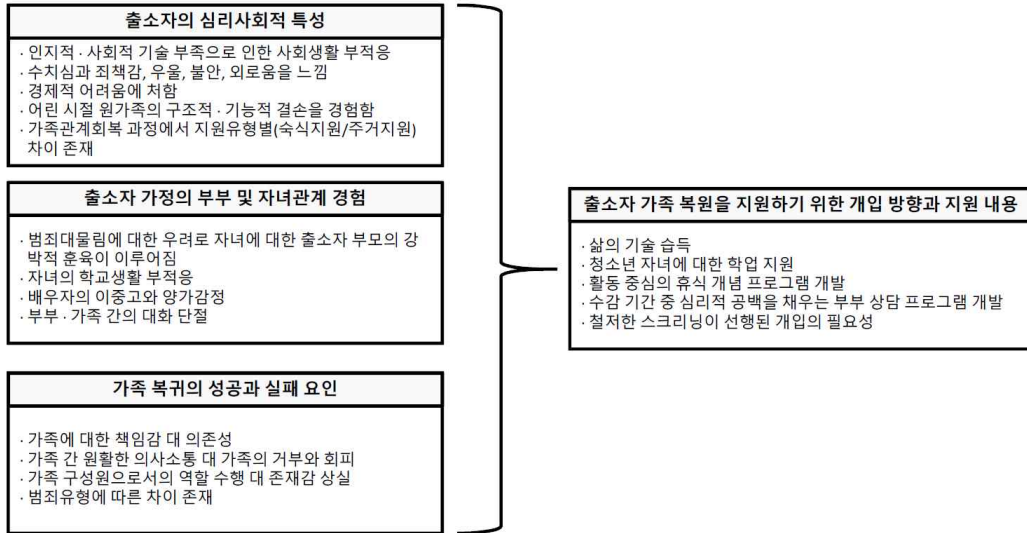 출소자의 심리사회적 특성
· 인지적 · 사회적 기술 부족으로 인한 사회생활 부적응
· 수치심과 죄책감, 우울, 불안, 외로움을 느낌
· 경제적 어려움에 처함
· 어린 시절 원가족의 구조적 · 기능적 결손을 경험함
· 가족관계회복 과정에서 지원유형별(숙식지원/주거지원)
차이 존재
출소자 가정의 부부 및 자녀관계 경험
· 범죄대물림에 대한 우려로 자녀에 대한 출소자 부모의 강
박적 훈육이 이루어짐
· 자녀의 학교생활 부적응
· 배우자의 이중고와 양가감정
· 부부 · 가족 간의 대화 단절
가족 복귀의 성공과 실패 요인
· 가족에 대한 책임감 대 의존성
· 가족 간 원활한 의사소통 대 가족의 거부와 회피
· 가족 구성원으로서의 역할 수행 대 존재감 상실
· 범죄유형에 따른 차이 존재
출소자 가족 복원을 지원하기 위한 개입 방향과 지원 내용
· 삶의 기술 습득
· 청소년 자녀에 대한 학업 지원
· 활동 중심의 휴식 개념 프로그램 개발
· 수감 기간 중 심리적 공백을 채우는 부부 상담 프로그램 개발
· 철저한 스크리닝이 선행된 개입의 필요성